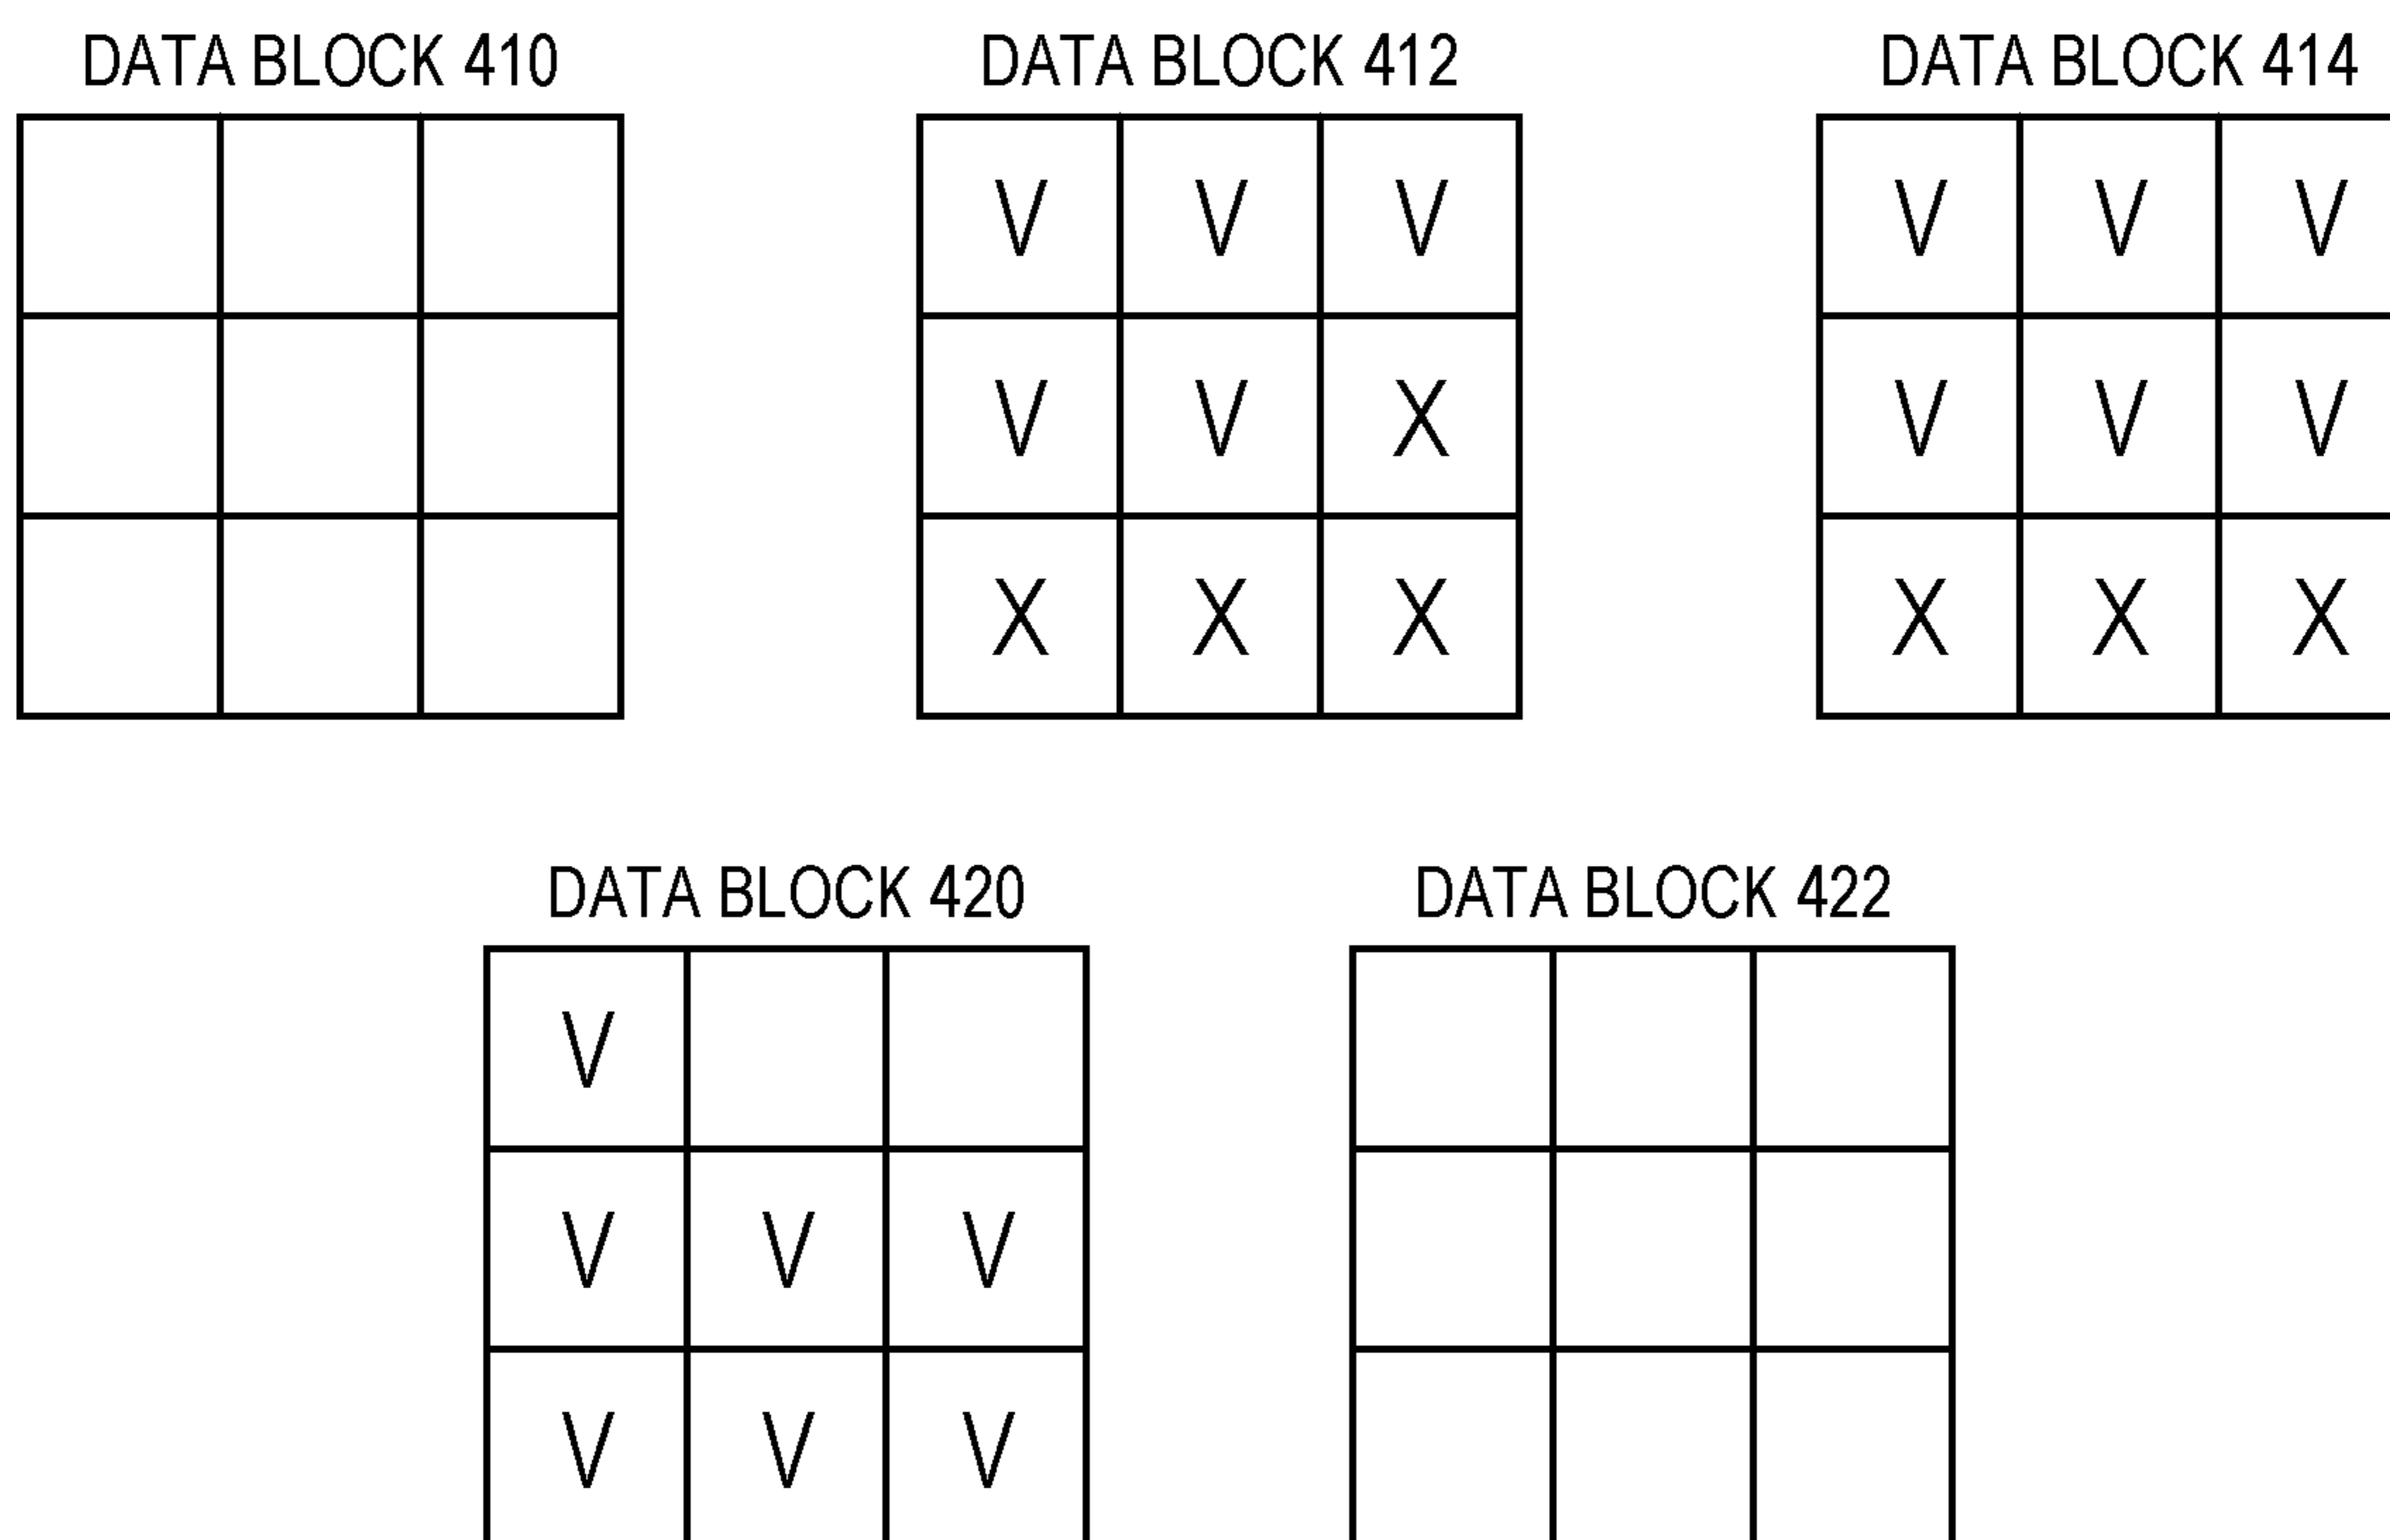 DATA BLOCK 410 DATA BLOCK 412 DATA BLOCK 414
V V V V V V
V V X V V V
X X X X X X
DATA BLOCK 420 DATA BLOCK 422
V
V V V
V V V